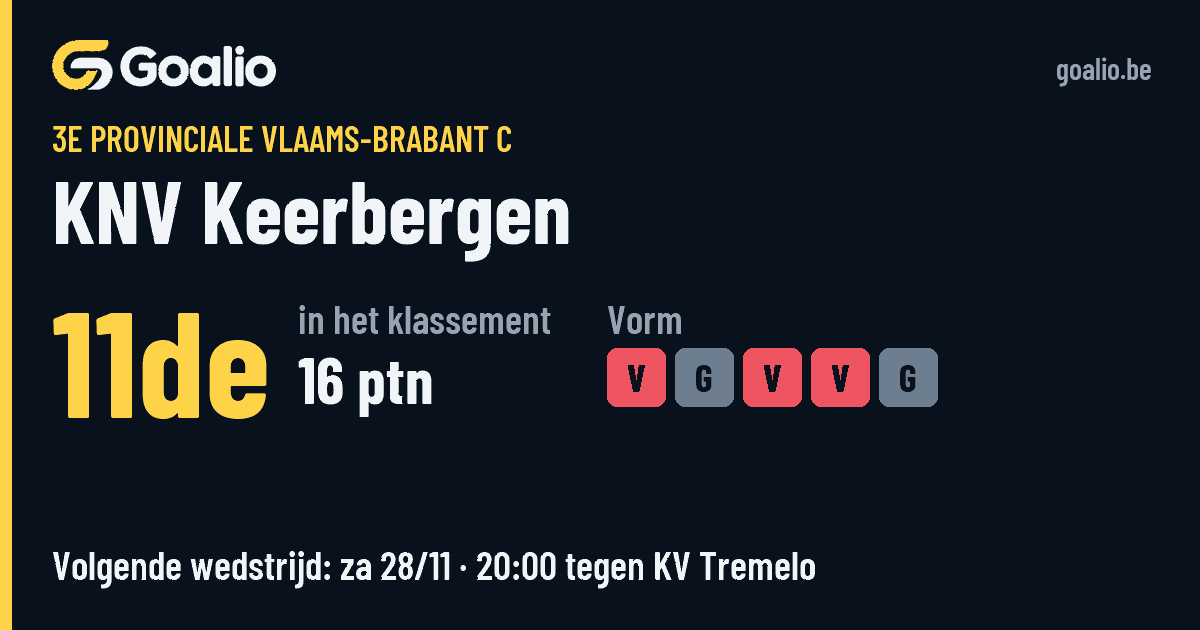 Goalio
goalio.be
3E PROVINCIALE VLAAMS-BRABANT C
KNV Keerbergen
11de
in het klassement
16 ptn
Vorm
V G V V G
Volgende wedstrijd: za 28/11 · 20:00 tegen KV Tremelo